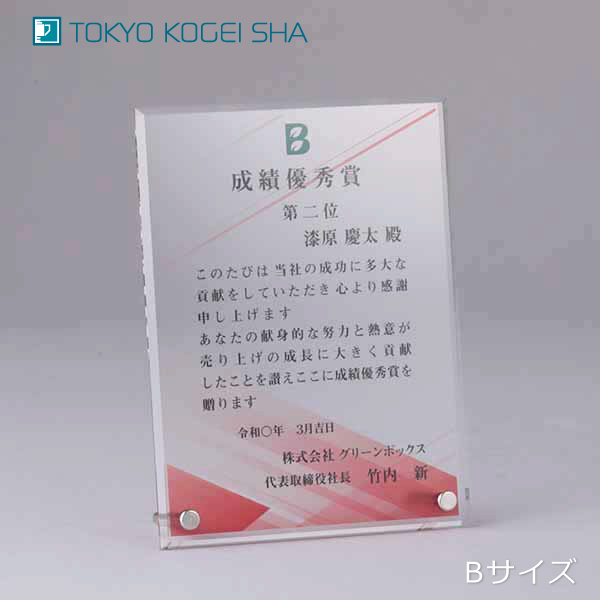 TOKYO KOGEI SHA
B
成績優秀賞
第二位
漆原 慶太 殿
このたびは 当社の成功に多大な
貢献をしていただき 心より感謝
申し上げます
あなたの献身的な努力と熱意が
売り上げの成長に大きく貢献
したことを讃えここに成績優秀賞を
贈ります
令和〇年 3月吉日
株式会社 グリーンボックス
代表取締役社長 竹内 新
Bサイズ